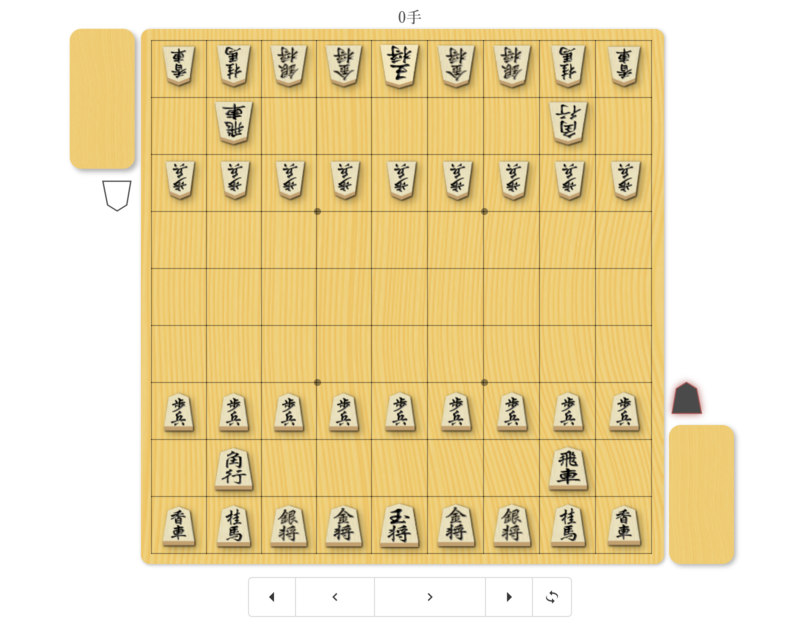 0手
香車 桂馬 銀将 金将 王将 金将 銀将 桂馬 香車
飛車 角行
歩兵 歩兵 歩兵 歩兵 歩兵 歩兵 歩兵 歩兵 歩兵
歩兵 歩兵 歩兵 歩兵 歩兵 歩兵 歩兵 歩兵 歩兵
角行 飛車
香車 桂馬 銀将 金将 玉将 金将 銀将 桂馬 香車